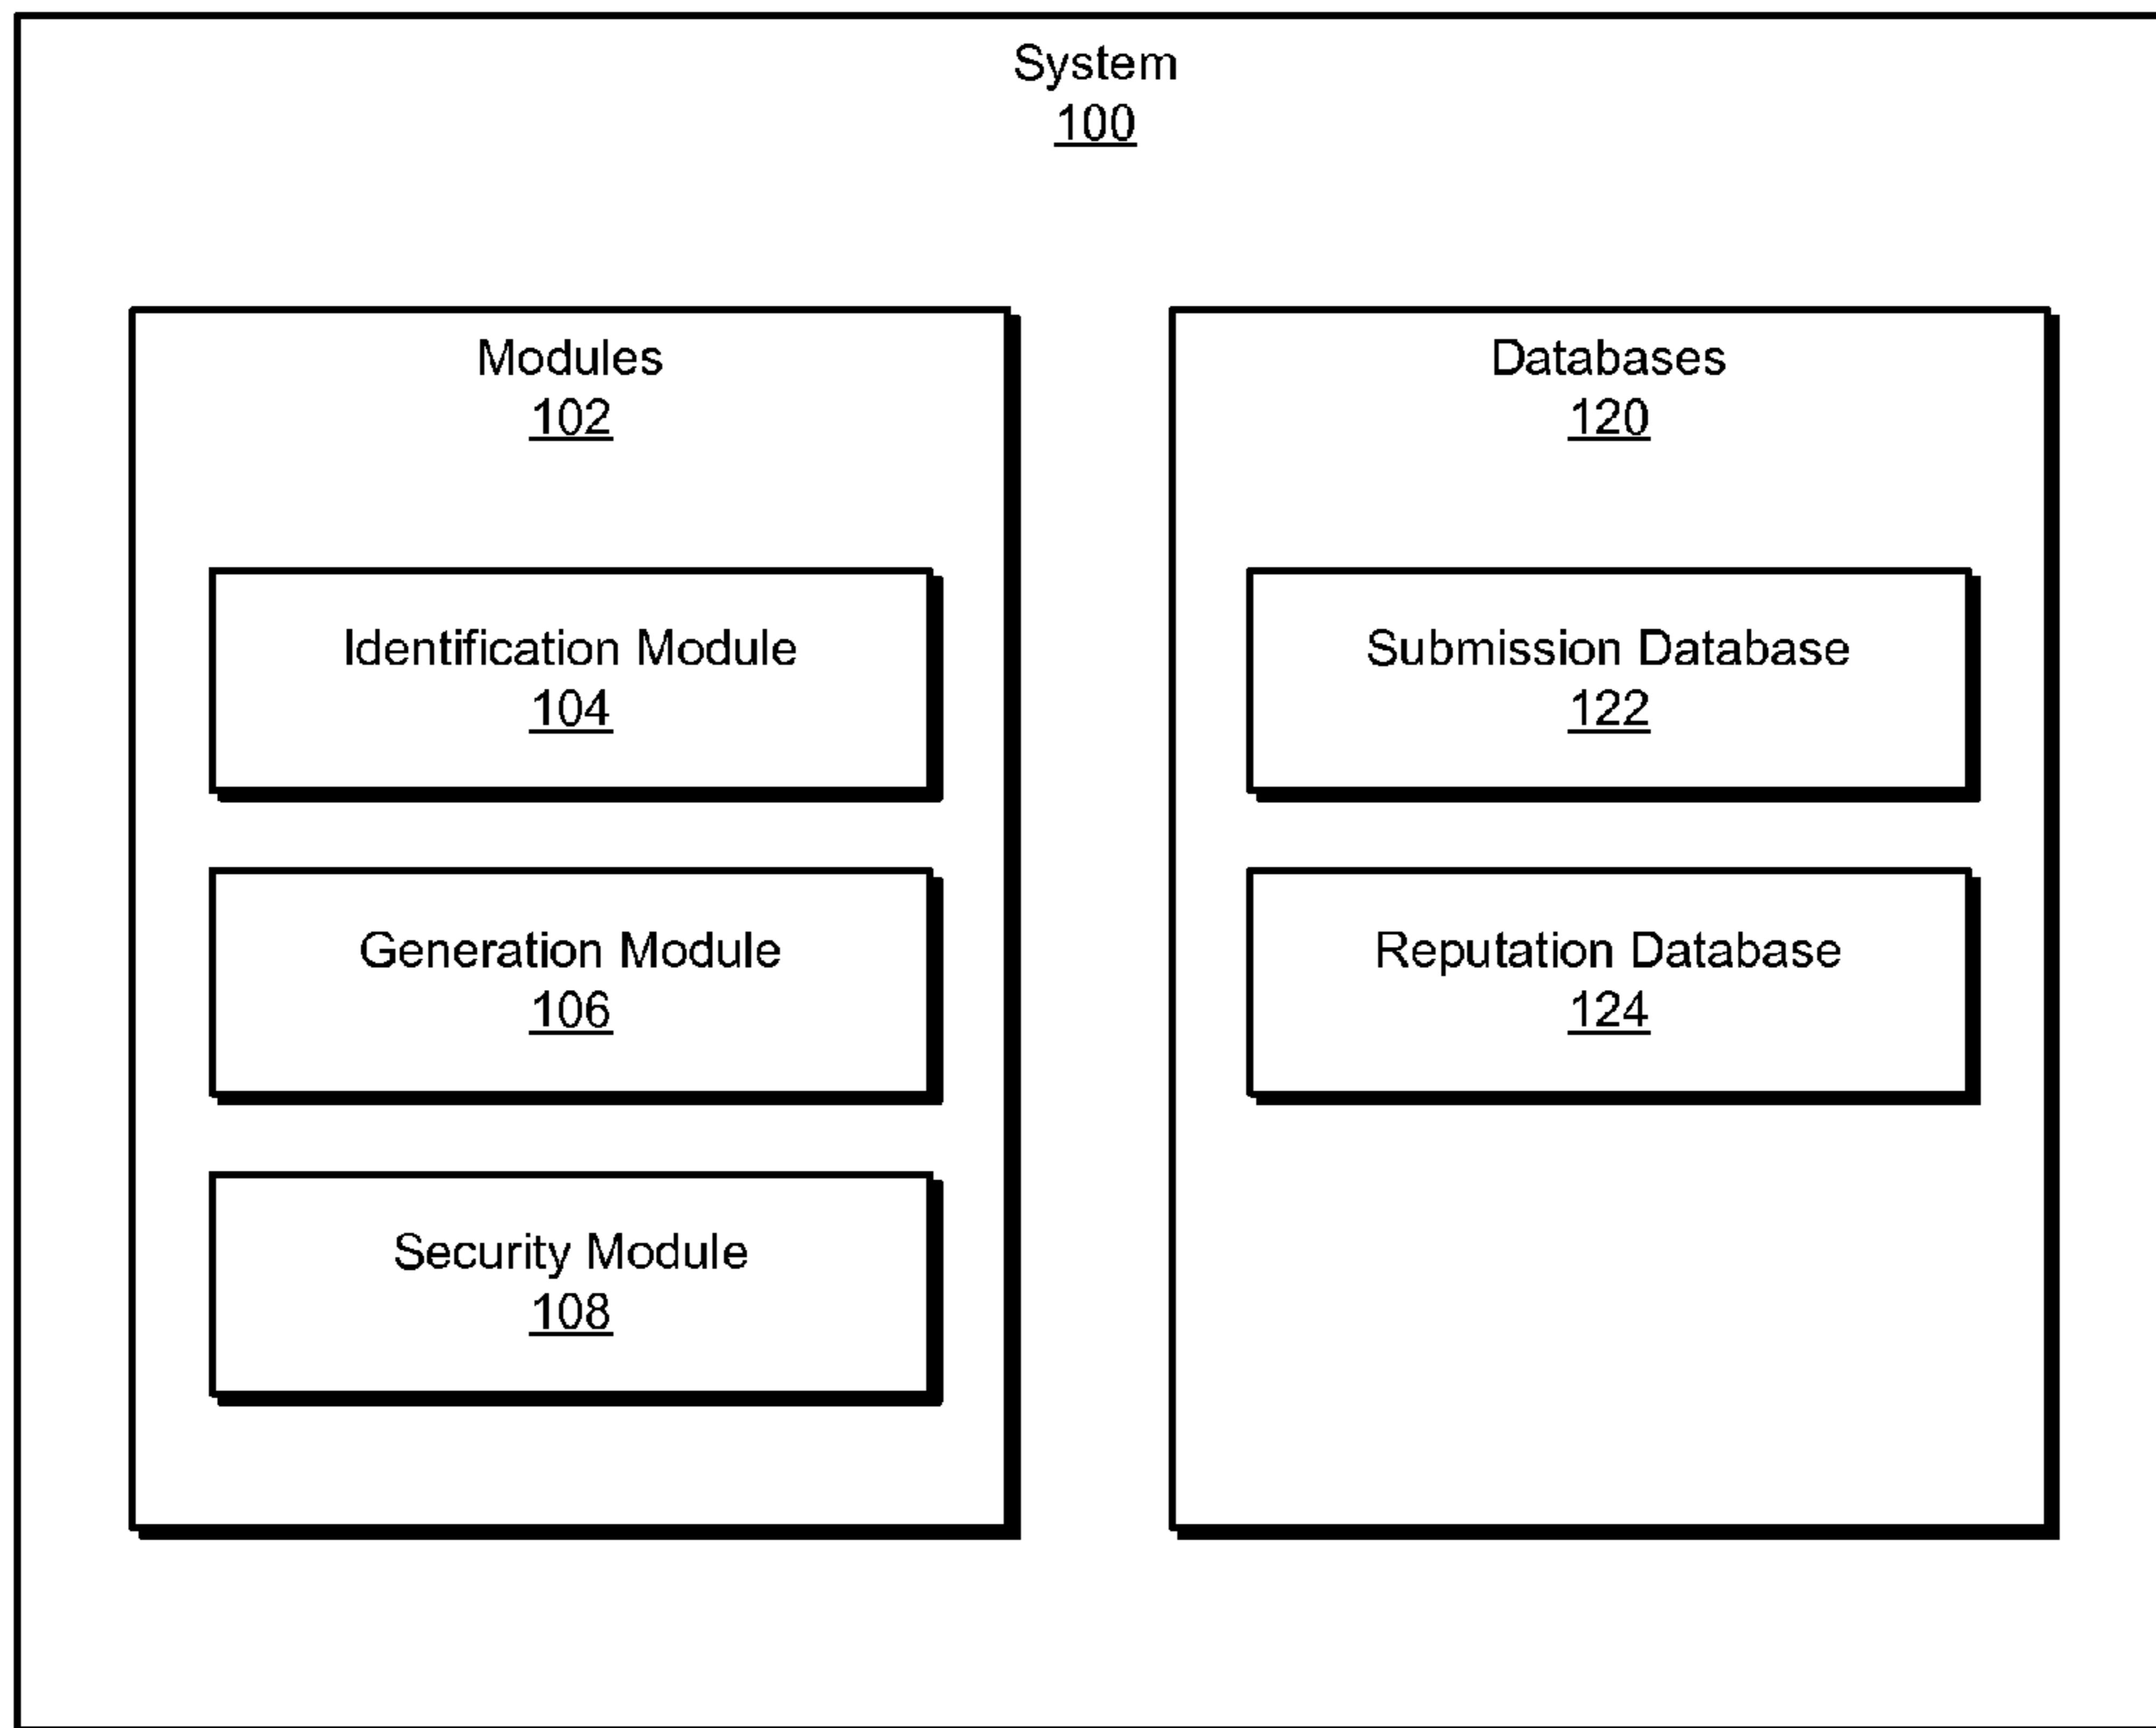 System
100
Modules
102
Identification Module
104
Generation Module
106
Security Module
108
Databases
120
Submission Database
122
Reputation Database
124